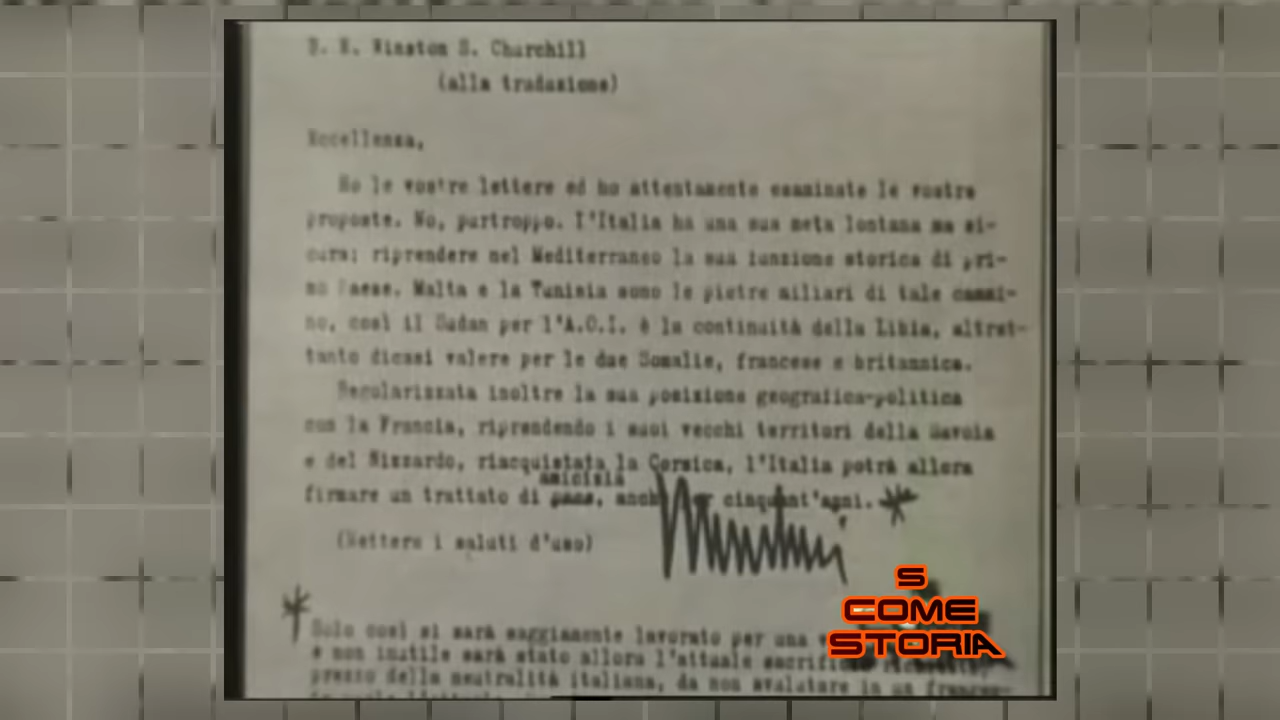 S. E. Winston S. Churchill
(alla traduzione)
Eccellenza,
Ho le vostre lettere ed ho attentamente esaminate le vostre
proposte. No, purtroppo. L'Italia ha una sua meta lontana ma si-
cura: riprendere nel Mediterraneo la sua funzione storica di pri-
mo Paese. Malta e la Tunisia sono le pietre miliari di tale cammi-
no, così il Sudan per l'A.O.I. è la continuità della Libia, altret-
tanto dicasi valere per le due Somalie, francese e britannica.
Regolarizzata inoltre la sua posizione geografica-politica
con la Francia, riprendendo i suoi vecchi territori della Savoia
e del Nizzardo, riacquistata la Corsica, l'Italia potrà allora
amicizia
firmare un trattato di pace, anche per cinquant'anni. *
(Mettere i saluti d'uso)
Mussolini
* Solo così si sarà saggiamente lavorato per una
e non inutile sarà stato allora l'attuale
prezzo della neutralità italiana, da non valutare in un
S
COME
STORIA